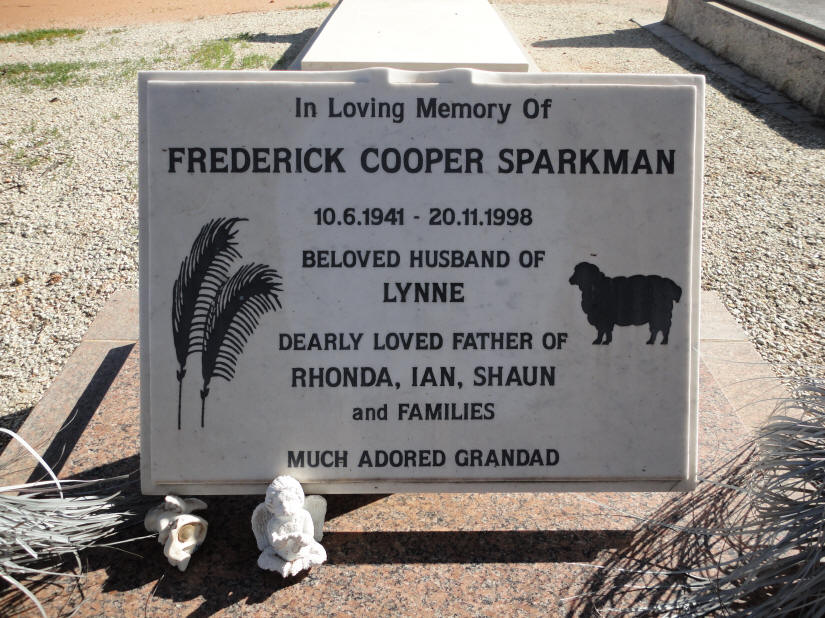 In Loving Memory Of
FREDERICK COOPER SPARKMAN
10.6.1941 - 20.11.1998
BELOVED HUSBAND OF
LYNNE
DEARLY LOVED FATHER OF
RHONDA, IAN, SHAUN
and FAMILIES
MUCH ADORED GRANDAD